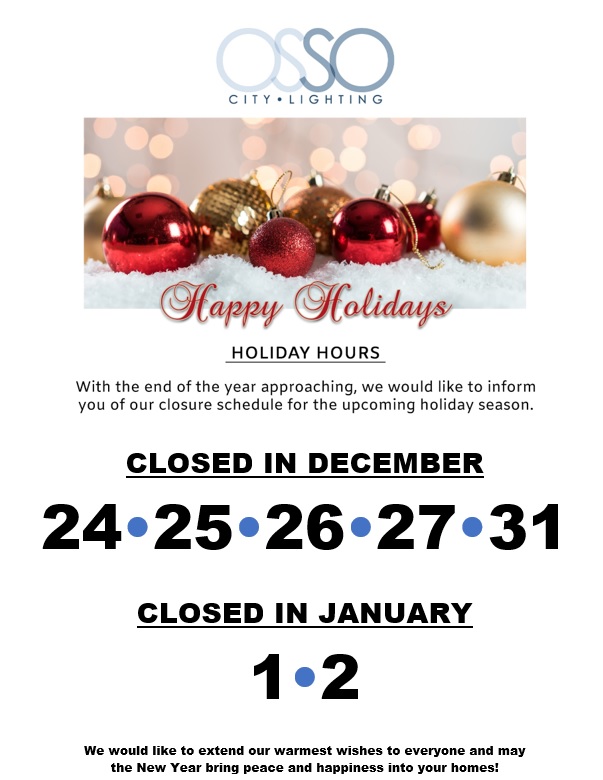 OSSO
CITY • LIGHTING
Happy Holidays
HOLIDAY HOURS
With the end of the year approaching, we would like to inform
you of our closure schedule for the upcoming holiday season.
CLOSED IN DECEMBER
24•25•26•27•31
CLOSED IN JANUARY
1•2
We would like to extend our warmest wishes to everyone and may
the New Year bring peace and happiness into your homes!